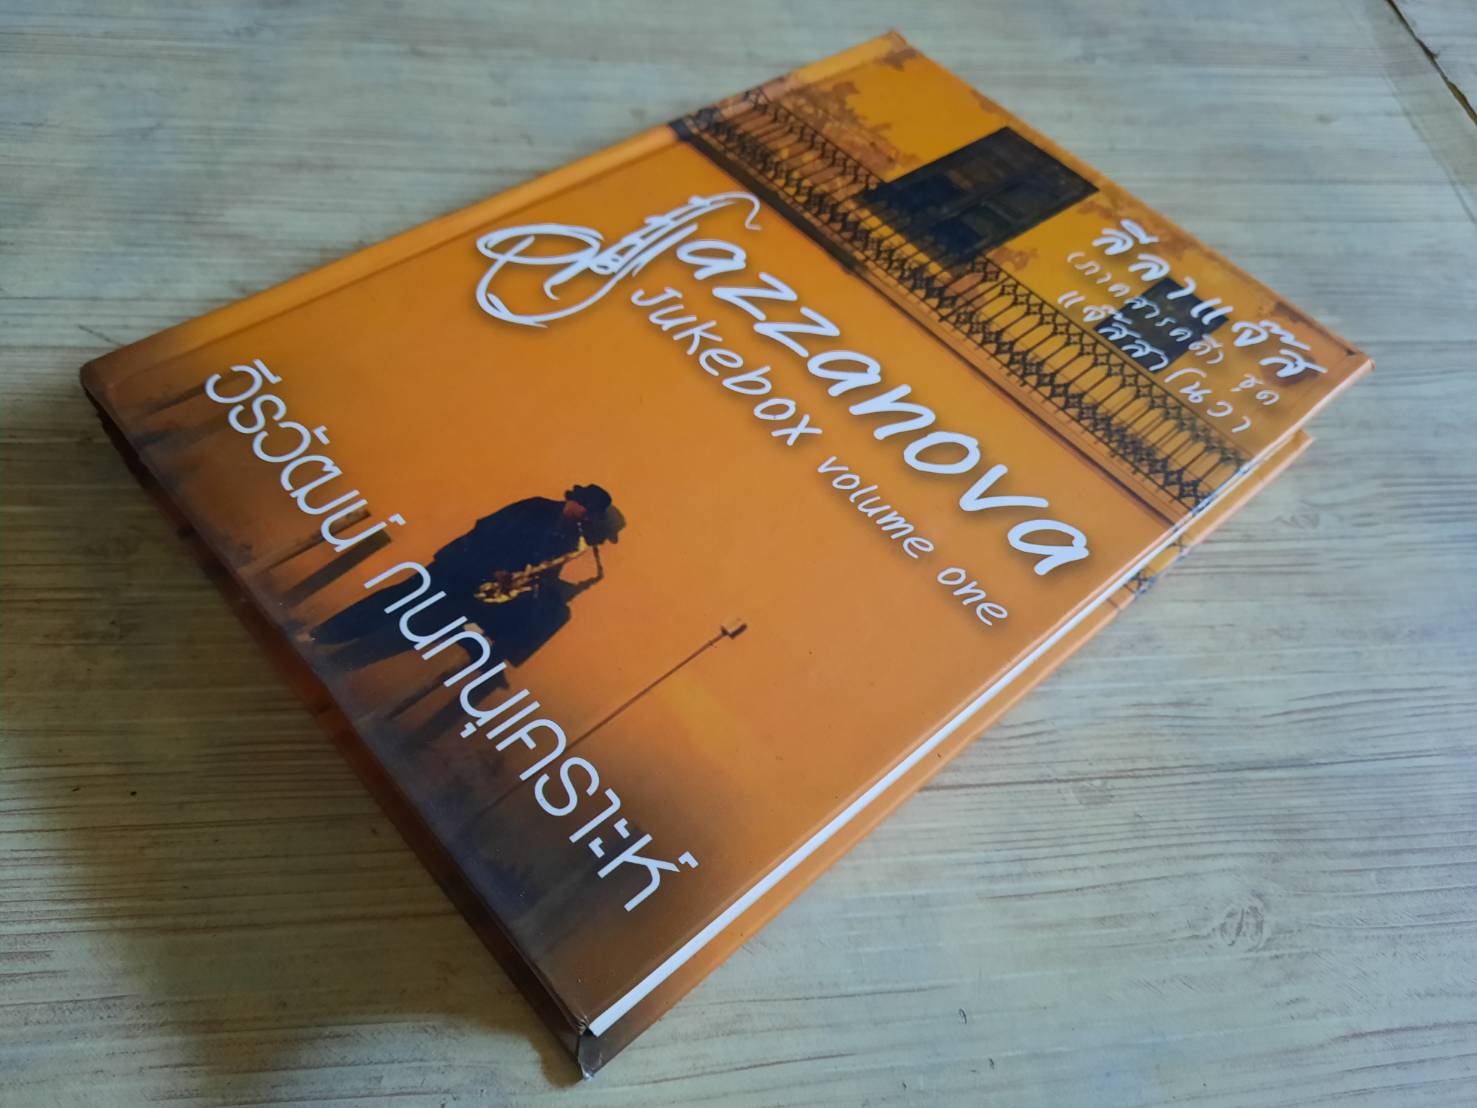 ลีลาแจ๊ส
(ภาคสารคดี) ชุด
แจ๊สสาโนวา
Jazzanova
Jukebox volume one
วิรวัฒน์ กนกนุเคราะห์